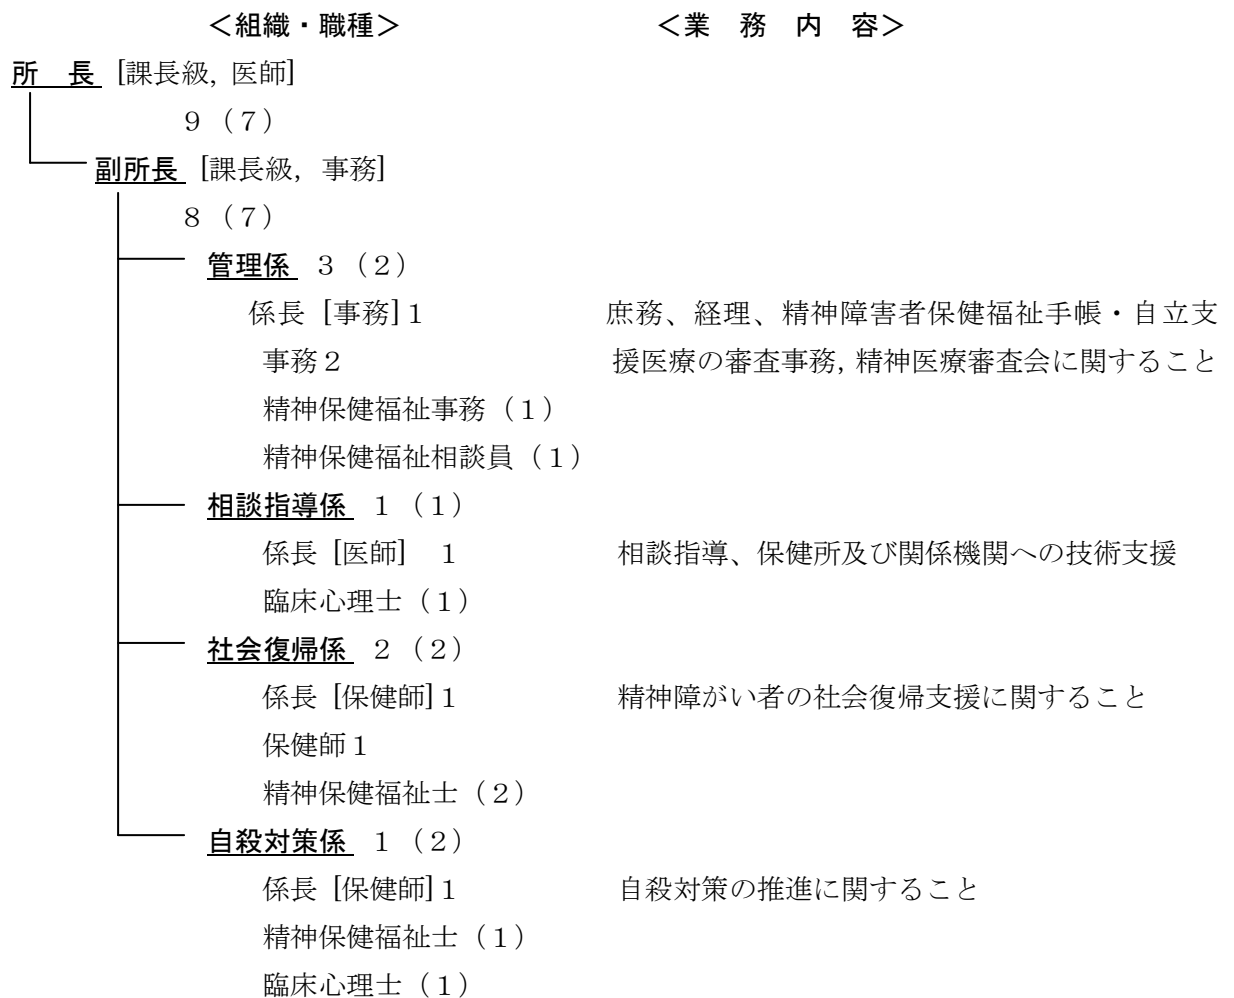 ＜組織・職種＞　＜業　務　内　容＞
所　長 [課長級, 医師]
９（７）
副所長 [課長級, 事務]
８（７）
管理係 ３（２）
係長 [事務]１　庶務、経理、精神障害者保健福祉手帳・自立支
事務２　援医療の審査事務, 精神医療審査会に関すること
精神保健福祉事務（１）
精神保健福祉相談員（１）
相談指導係 １（１）
係長 [医師] １　相談指導、保健所及び関係機関への技術支援
臨床心理士（１）
社会復帰係 ２（２）
係長 [保健師]１　精神障がい者の社会復帰支援に関すること
保健師１
精神保健福祉士（２）
自殺対策係 １（２）
係長 [保健師]１　自殺対策の推進に関すること
精神保健福祉士（１）
臨床心理士（１）